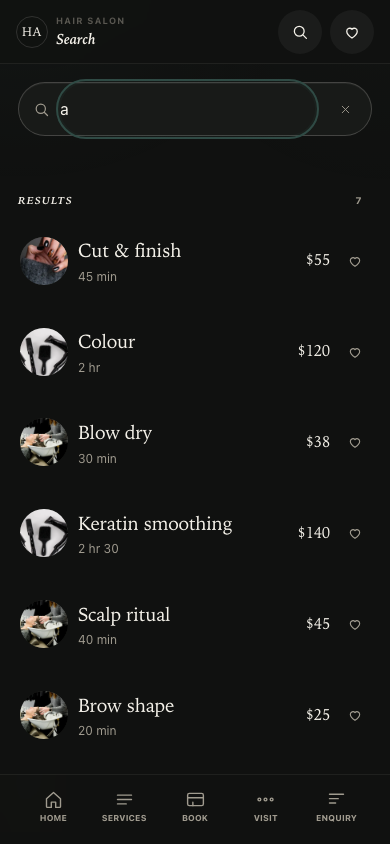 HA
HAIR SALON
Search
a
RESULTS
7
Cut & finish
45 min
$55
Colour
2 hr
$120
Blow dry
30 min
$38
Keratin smoothing
2 hr 30
$140
Scalp ritual
40 min
$45
Brow shape
20 min
$25
HOME
SERVICES
BOOK
VISIT
ENQUIRY